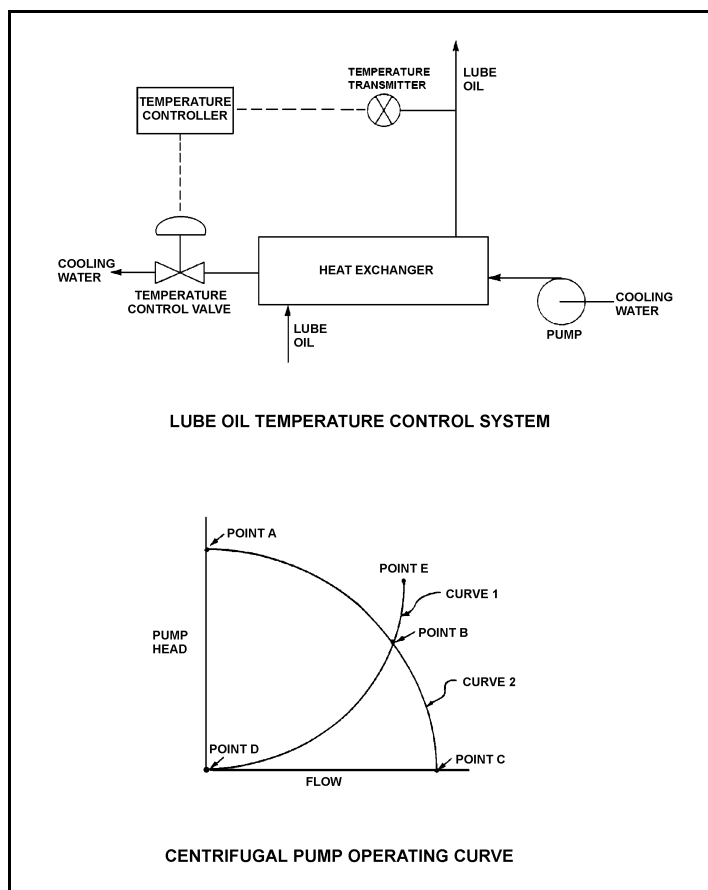 TEMPERATURE
TRANSMITTER
LUBE
OIL
TEMPERATURE
CONTROLLER
COOLING
WATER
TEMPERATURE
CONTROL VALVE
HEAT EXCHANGER
LUBE
OIL
COOLING
WATER
PUMP
LUBE OIL TEMPERATURE CONTROL SYSTEM
POINT A
POINT E
CURVE 1
POINT B
PUMP
HEAD
CURVE 2
POINT D
POINT C
FLOW
CENTRIFUGAL PUMP OPERATING CURVE